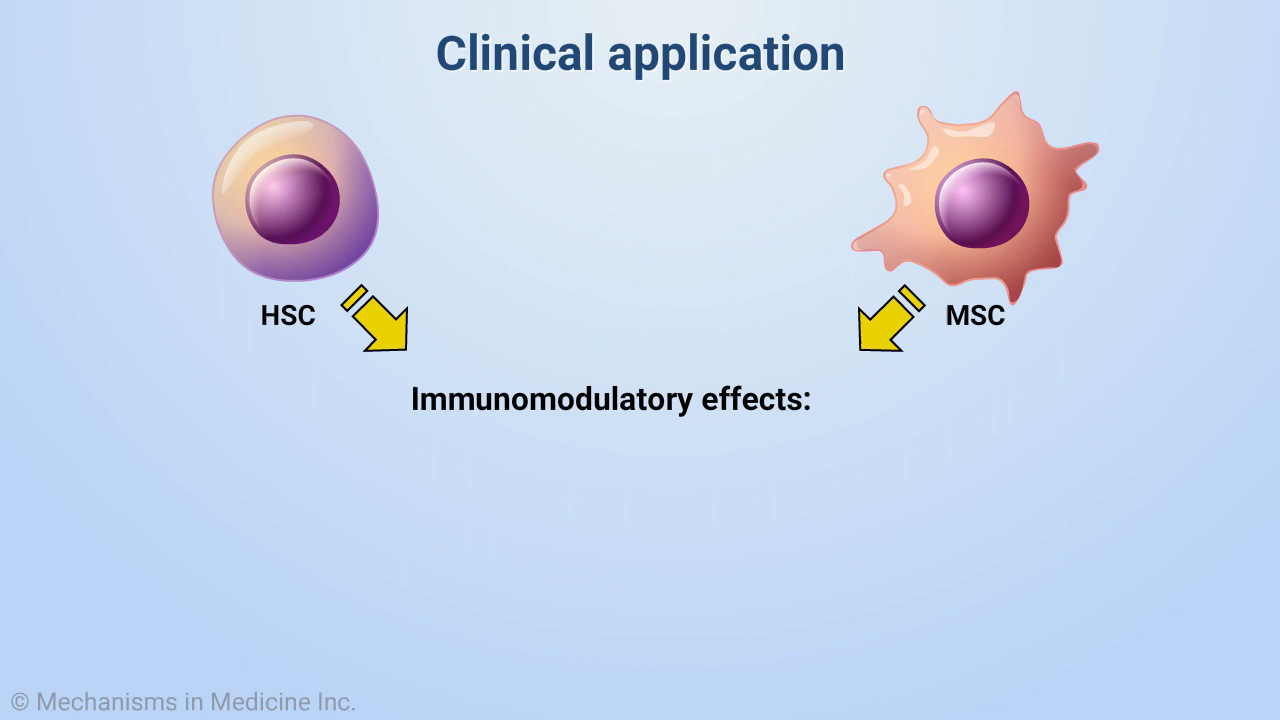 Clinical application
HSC
MSC
Immunomodulatory effects:
© Mechanisms in Medicine Inc.